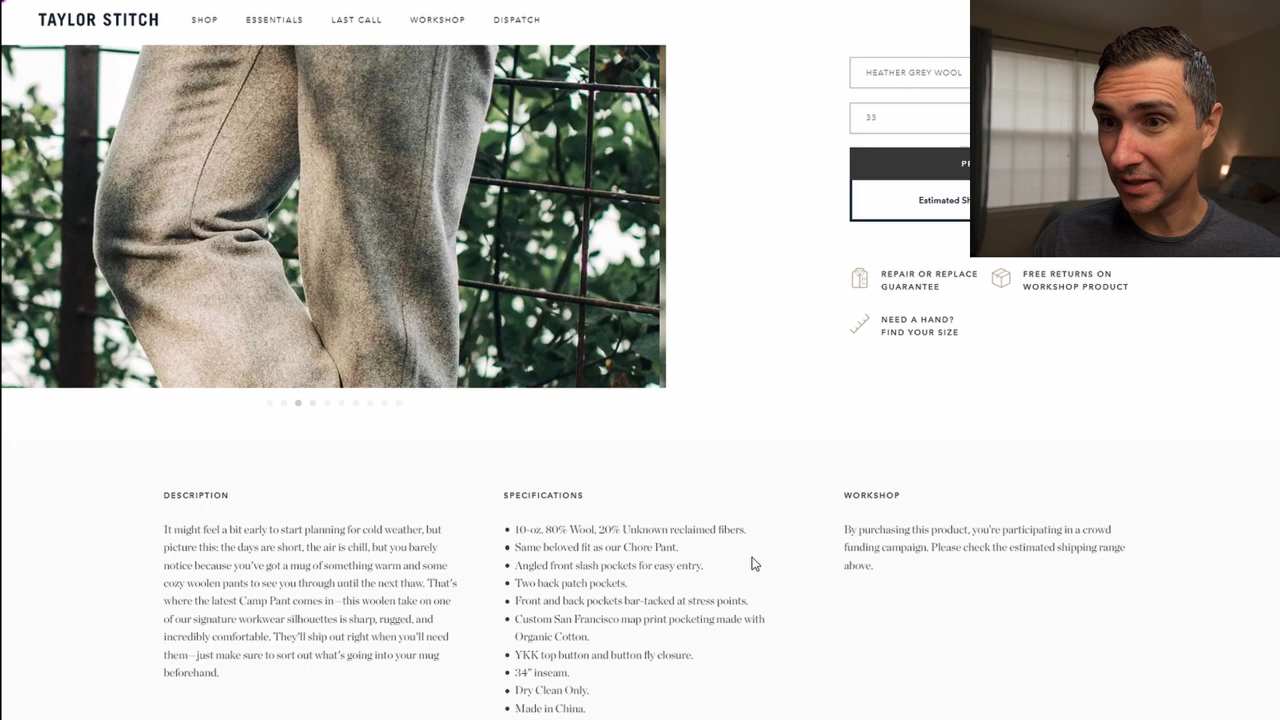 TAYLOR STITCH
SHOP
ESSENTIALS
LAST CALL
WORKSHOP
DISPATCH
HEATHER GREY WOOL
33
Estimated
REPAIR OR REPLACE
GUARANTEE
FREE RETURNS ON
WORKSHOP PRODUCT
NEED A HAND?
FIND YOUR SIZE
DESCRIPTION
It might feel a bit early to start planning for cold weather, but
picture this: the days are short, the air is chill, but you barely
notice because you've got a mug of something warm and some
cozy woolen pants to see you through until the next thaw. That's
where the latest Camp Pant comes in—this woolen take on one
of our signature workwear silhouettes is sharp, rugged, and
incredibly comfortable. They'll ship out right when you'll need
them—just make sure to sort out what's going into your mug
beforehand.
SPECIFICATIONS
• 10-oz. 80% Wool, 20% Unknown reclaimed fibers.
• Same beloved fit as our Chore Pant.
• Angled front slash pockets for easy entry.
• Two back patch pockets.
• Front and back pockets bar-tacked at stress points.
• Custom San Francisco map print pocketing made with
Organic Cotton.
• YKK top button and button fly closure.
• 34" inseam.
• Dry Clean Only.
• Made in China.
WORKSHOP
By purchasing this product, you're participating in a crowd
funding campaign. Please check the estimated shipping range
above.